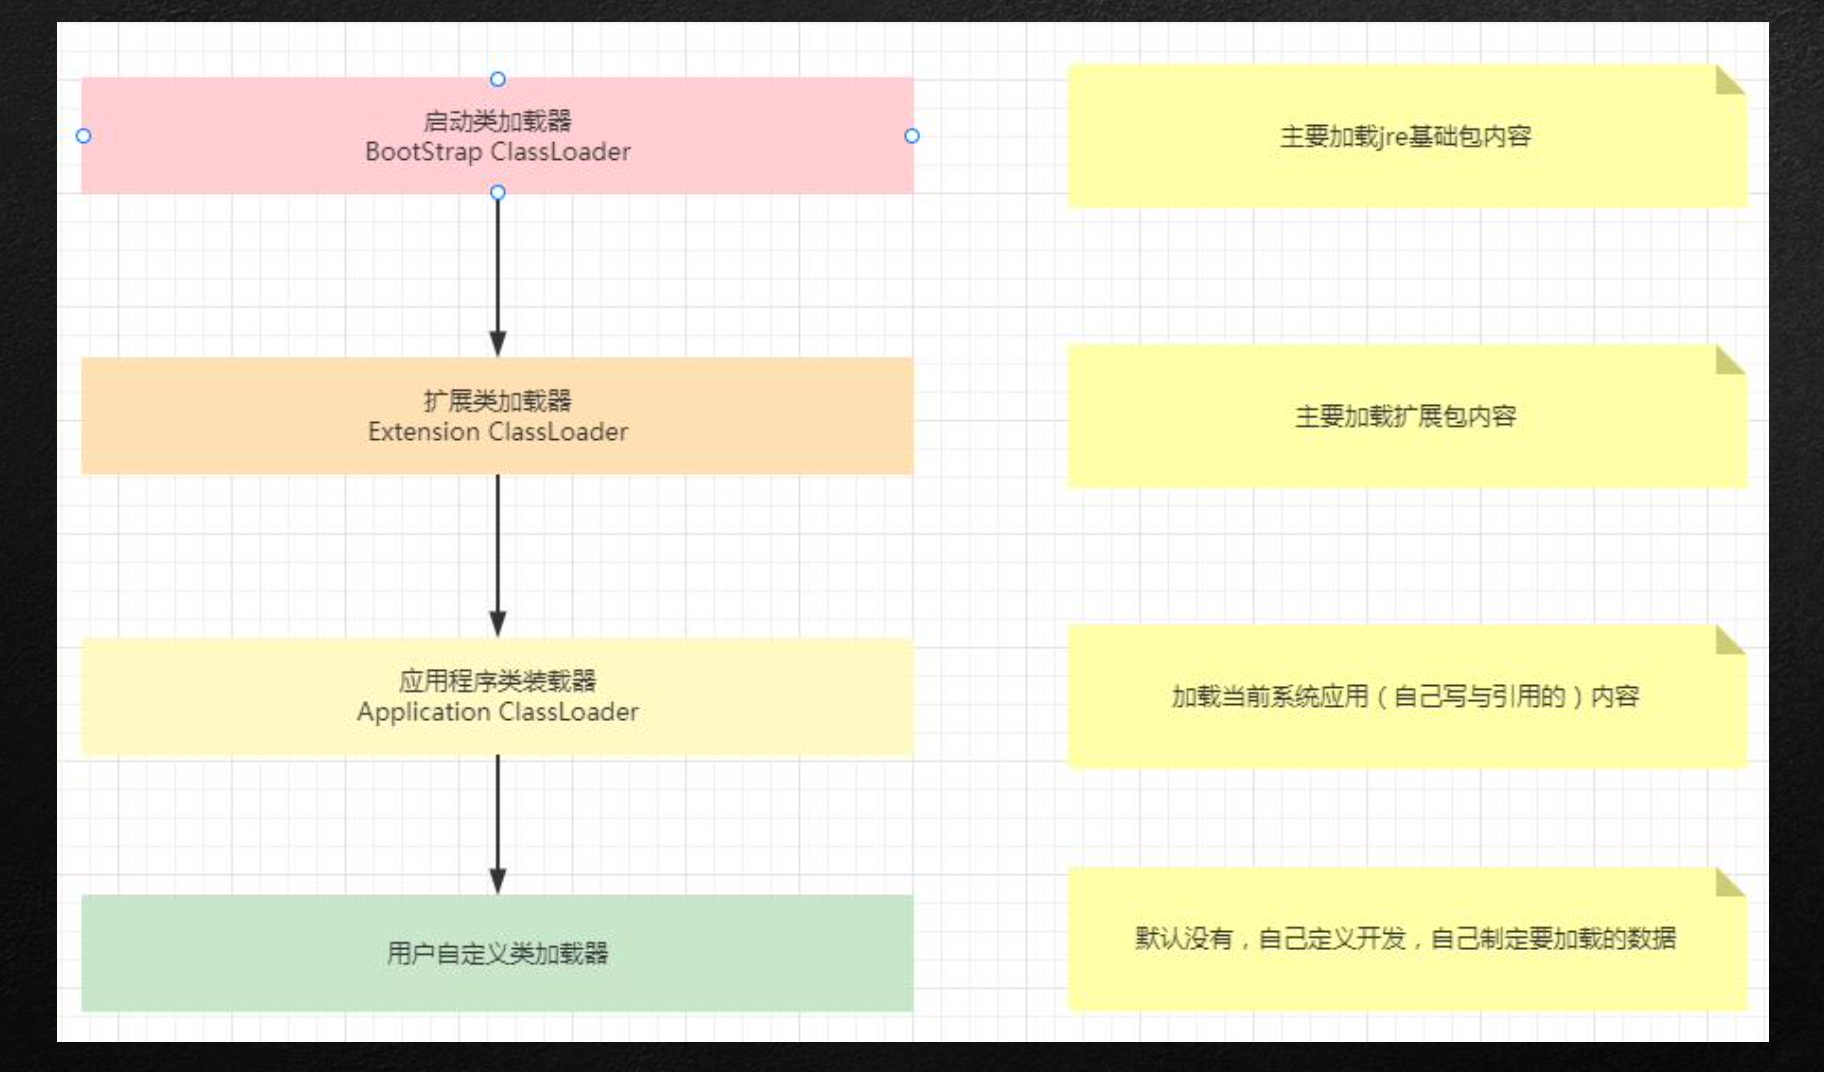 启动类加载器
BootStrap ClassLoader
主要加载jre基础包内容
扩展类加载器
Extension ClassLoader
主要加载扩展包内容
应用程序类装载器
Application ClassLoader
加载当前系统应用（自己写与引用的）内容
用户自定义类加载器
默认没有，自己定义开发，自己制定要加载的数据